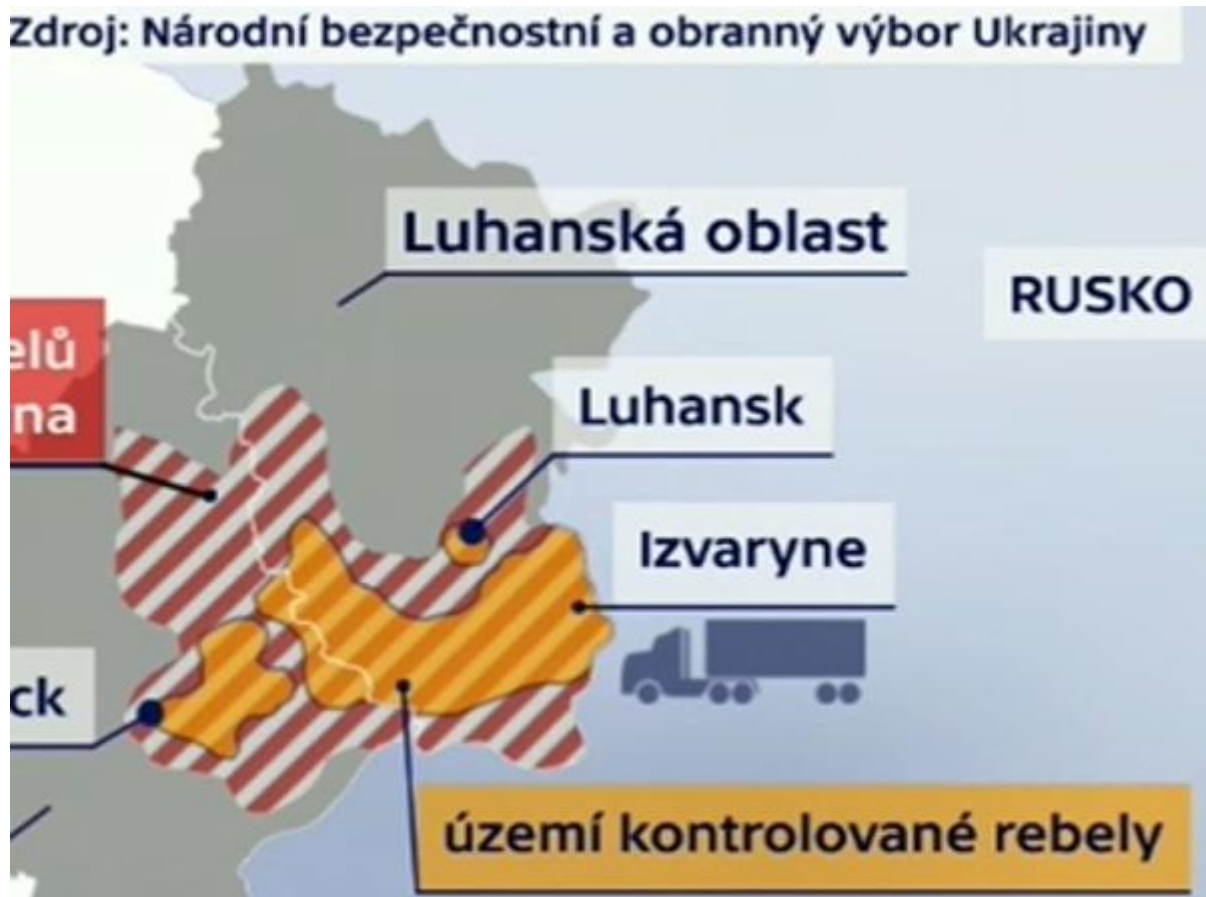 Zdroj: Národní bezpečnostní a obranný výbor Ukrajiny
Luhanská oblast
RUSKO
elů
na
Luhansk
Izvaryne
ck
území kontrolované rebely